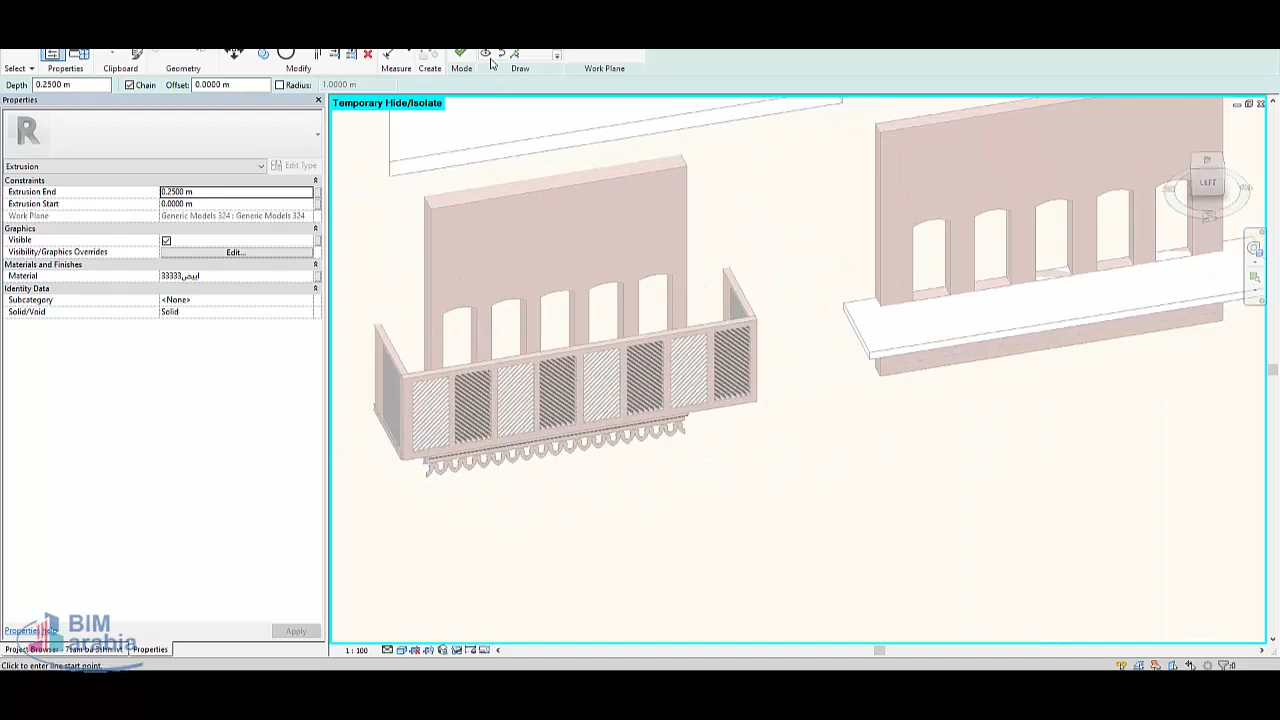 Select Properties Clipboard Geometry Modify Measure Create Mode Draw Work Plane
Depth 0.2500 m Chain Offset: 0.0000 m Radius: 1.0000 m
Properties
Temporary Hide/Isolate
R
Extrusion Edit Type
Constraints
Extrusion End 0.2500 m
Extrusion Start 0.0000 m
Work Plane Generic Models 324 : Generic Models 324
Graphics
Visible
Visibility/Graphics Overrides Edit...
Materials and Finishes
Material ابيض33333
Identity Data
Subcategory <None>
Solid/Void Solid
LEFT
BIM
arabia
Properties help Apply
Project Browser - Properties
1 : 100
Click to enter line start point.
:0